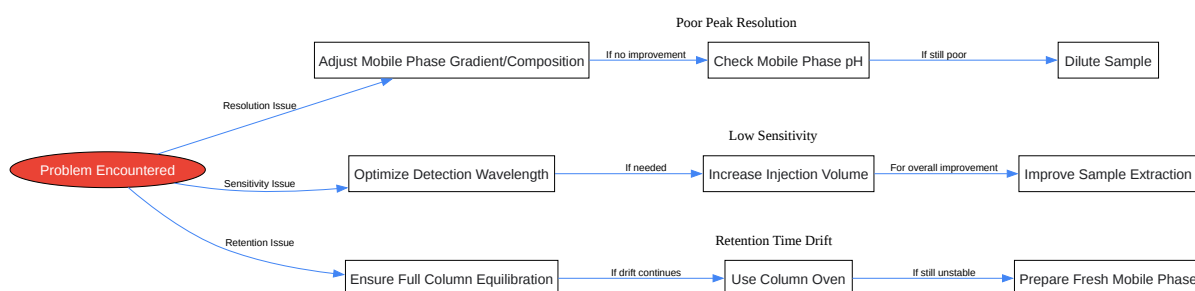 Poor Peak Resolution
Adjust Mobile Phase Gradient/Composition
If no improvement
Check Mobile Phase pH
If still poor
Dilute Sample
Resolution Issue
Low Sensitivity
Problem Encountered
Sensitivity Issue
Optimize Detection Wavelength
If needed
Increase Injection Volume
For overall improvement
Improve Sample Extraction
Retention Issue
Retention Time Drift
Ensure Full Column Equilibration
If drift continues
Use Column Oven
If still unstable
Prepare Fresh Mobile Phase